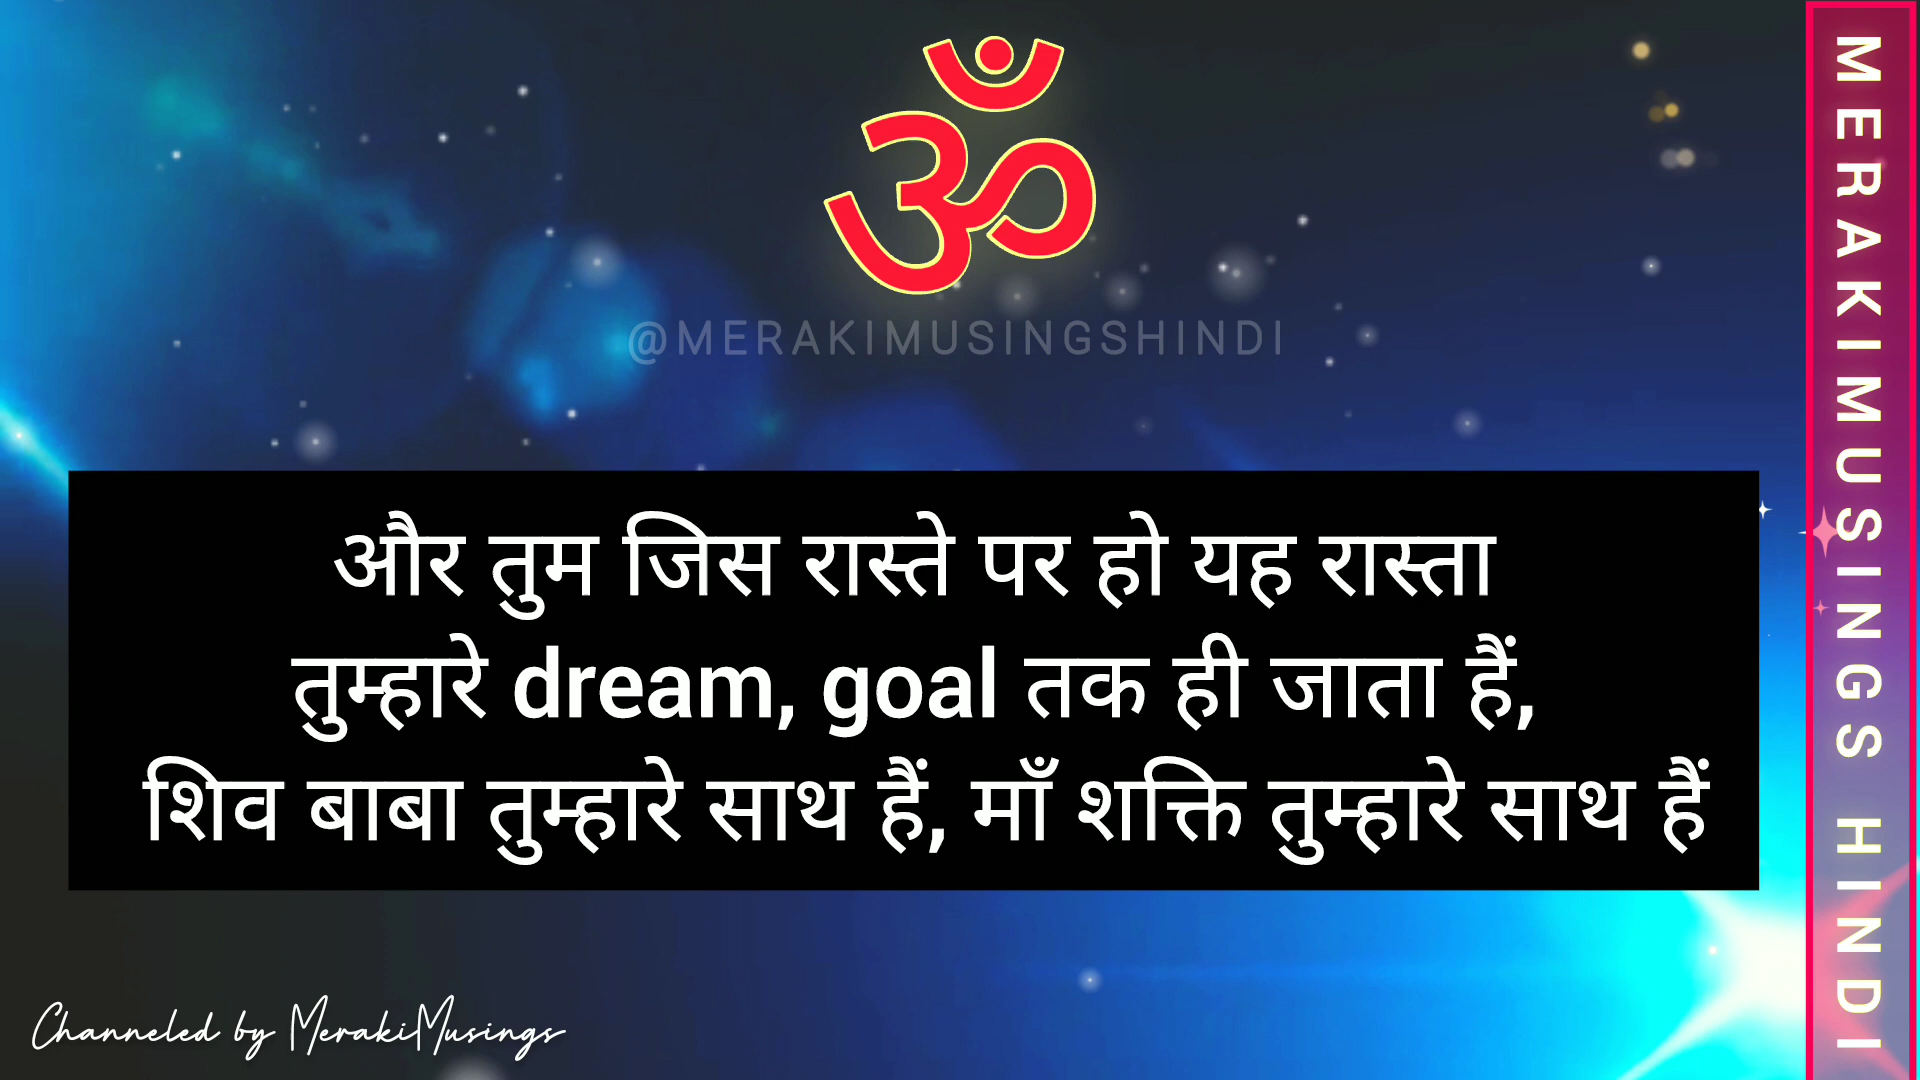 ॐ
@MERAKIMUSINGSHINDI
और तुम जिस रास्ते पर हो यह रास्ता
तुम्हारे dream, goal तक ही जाता हैं,
शिव बाबा तुम्हारे साथ हैं, माँ शक्ति तुम्हारे साथ हैं
Channeled by MerakiMusings
MERAKIMUSINGS HINDI